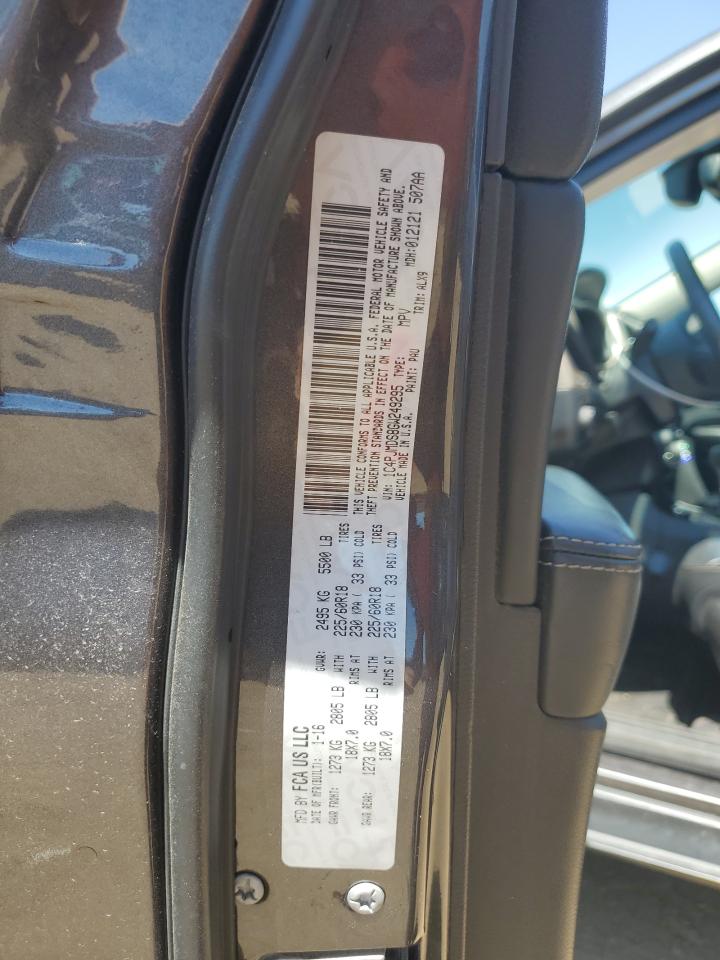 MFD BY FCA US LLC
DATE OF MFR(BUILT): 1-16 GVWR: 2495 KG 5500 LB
GAWR FRONT: 1273 KG 2805 LB WITH 225/60R18 TIRES
18X7.0 RIMS AT 230 KPA ( 33 PSI) COLD
GAWR REAR: 1273 KG 2805 LB WITH 225/60R18 TIRES
18X7.0 RIMS AT 230 KPA ( 33 PSI) COLD
THIS VEHICLE CONFORMS TO ALL APPLICABLE U.S.A. FEDERAL MOTOR VEHICLE SAFETY AND
THEFT PREVENTION STANDARDS IN EFFECT ON THE DATE OF MANUFACTURE SHOWN ABOVE.
VIN: 1C4PJMDS8GW249295 TYPE: MPV MDH:012121 507AA
VEHICLE MADE IN U.S.A. PAINT: PAU TRIM: ALX9